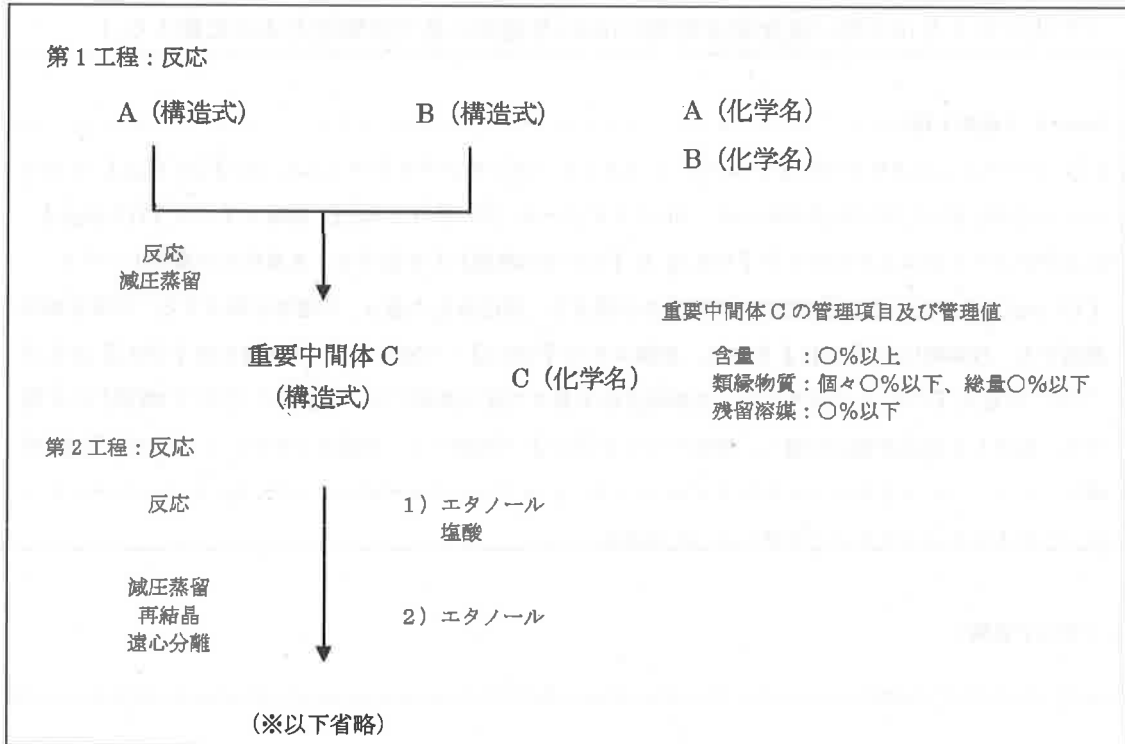 第1工程：反応
A（構造式）
B（構造式）
A（化学名）
B（化学名）
反応
減圧蒸留
重要中間体C
（構造式）
C（化学名）
重要中間体Cの管理項目及び管理値
含量　　：〇％以上
類縁物質：個々〇％以下、総量〇％以下
残留溶媒：〇％以下
第2工程：反応
反応
1）エタノール
塩酸
減圧蒸留
再結晶
遠心分離
2）エタノール
（※以下省略）